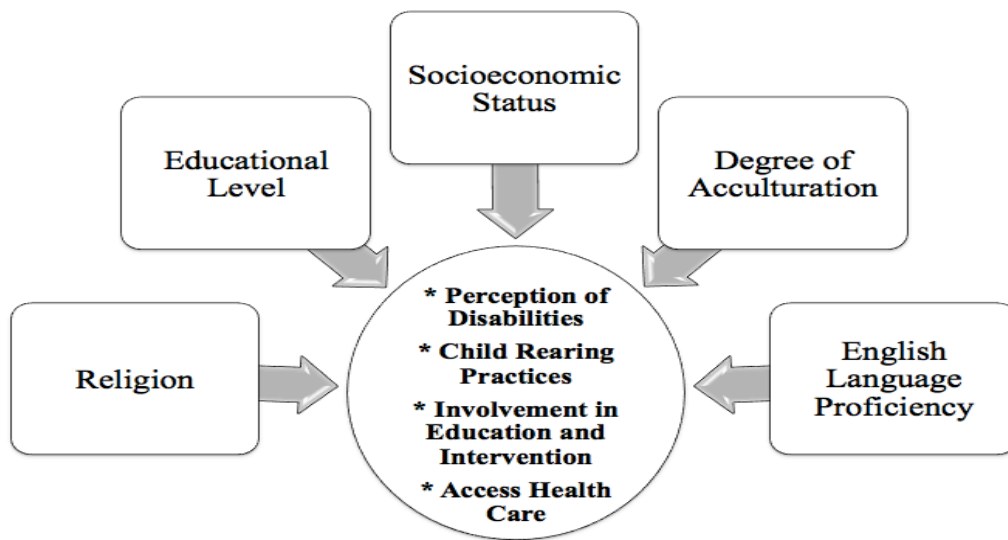 Socioeconomic
Status
Educational
Level
Degree of
Acculturation
Religion
* Perception of
Disabilities
* Child Rearing
Practices
* Involvement in
Education and
Intervention
* Access Health
Care
English
Language
Proficiency